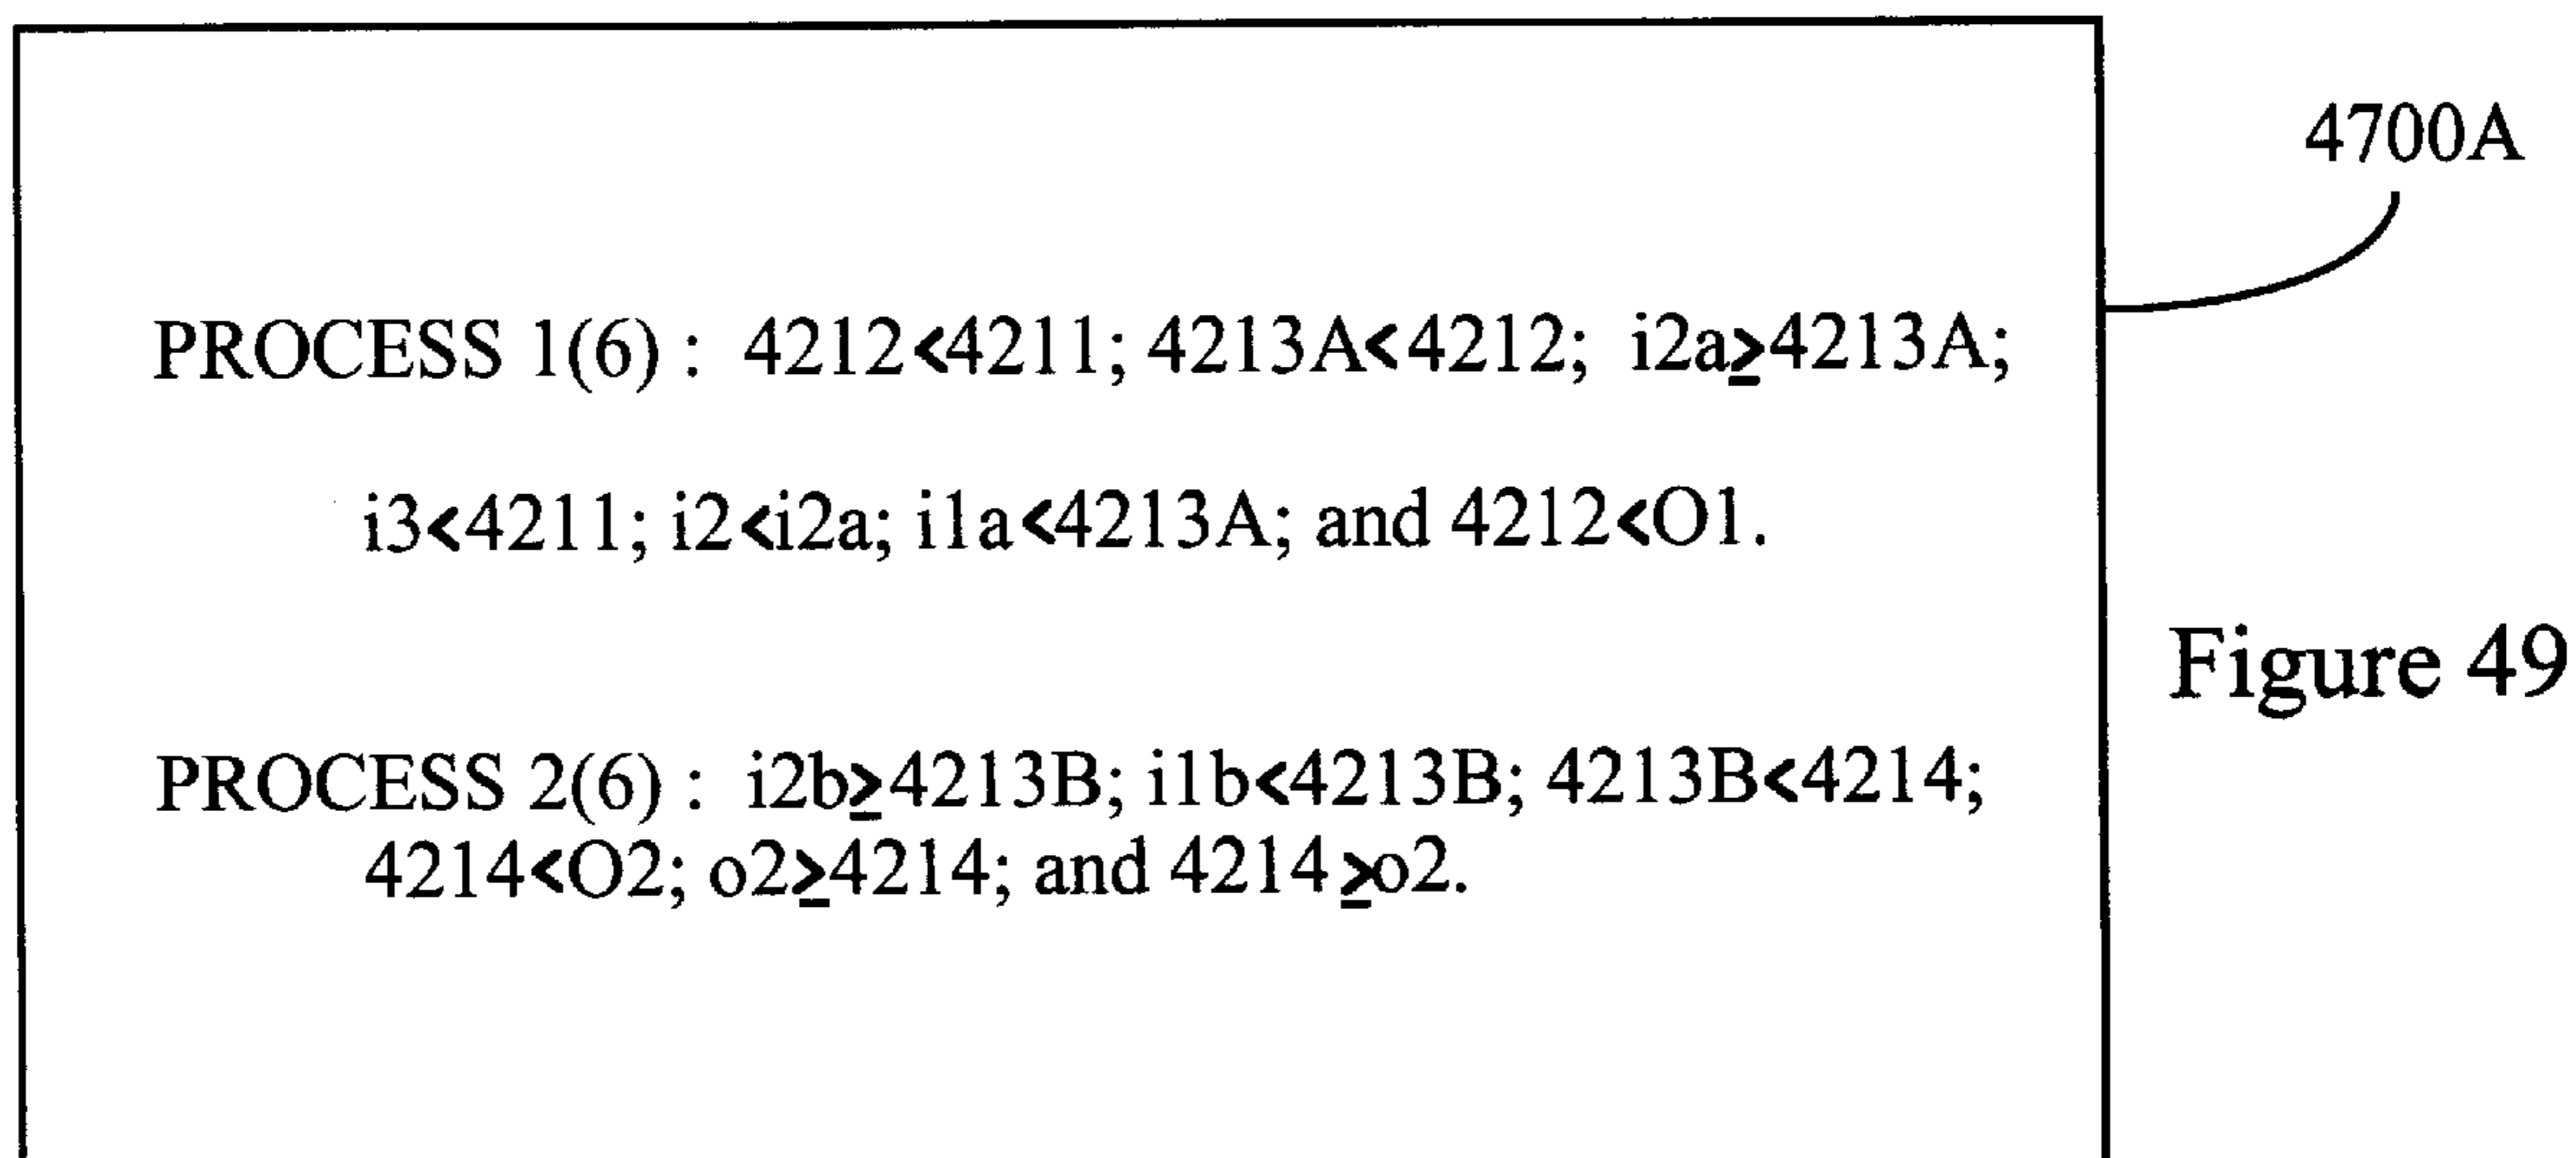 4700A
PROCESS 1(6) : 4212<4211; 4213A<4212; i2a≥4213A;
i3<4211; i2<i2a; i1a<4213A; and 4212<O1.
Figure 49
PROCESS 2(6) : i2b≥4213B; i1b<4213B; 4213B<4214;
4214<O2; o2≥4214; and 4214≥o2.